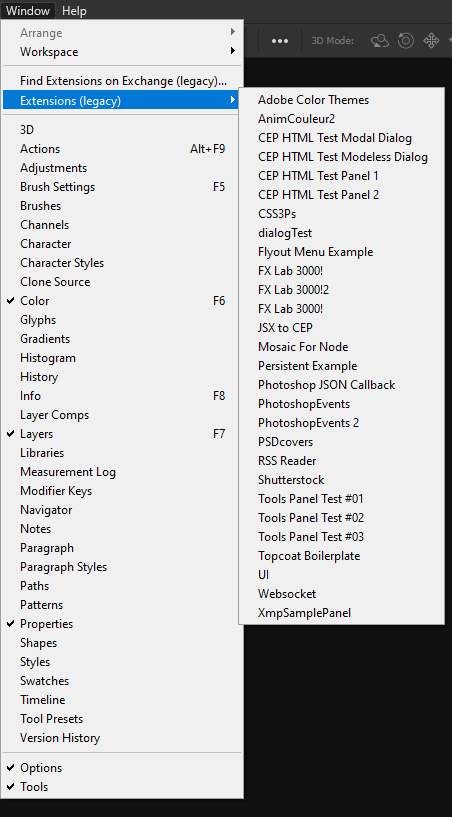 Window Help
3D Mode:
Arrange
Workspace
Find Extensions on Exchange (legacy)...
Extensions (legacy)
3D
Actions Alt+F9
Adjustments
Brush Settings F5
Brushes
Channels
Character
Character Styles
Clone Source
Color F6
Glyphs
Gradients
Histogram
History
Info F8
Layer Comps
Layers F7
Libraries
Measurement Log
Modifier Keys
Navigator
Notes
Paragraph
Paragraph Styles
Paths
Patterns
Properties
Shapes
Styles
Swatches
Timeline
Tool Presets
Version History
Options
Tools
Adobe Color Themes
AnimCouleur2
CEP HTML Test Modal Dialog
CEP HTML Test Modeless Dialog
CEP HTML Test Panel 1
CEP HTML Test Panel 2
CSS3Ps
dialogTest
Flyout Menu Example
FX Lab 3000!
FX Lab 3000!2
FX Lab 3000!
JSX to CEP
Mosaic For Node
Persistent Example
Photoshop JSON Callback
PhotoshopEvents
PhotoshopEvents 2
PSDcovers
RSS Reader
Shutterstock
Tools Panel Test #01
Tools Panel Test #02
Tools Panel Test #03
Topcoat Boilerplate
UI
Websocket
XmpSamplePanel